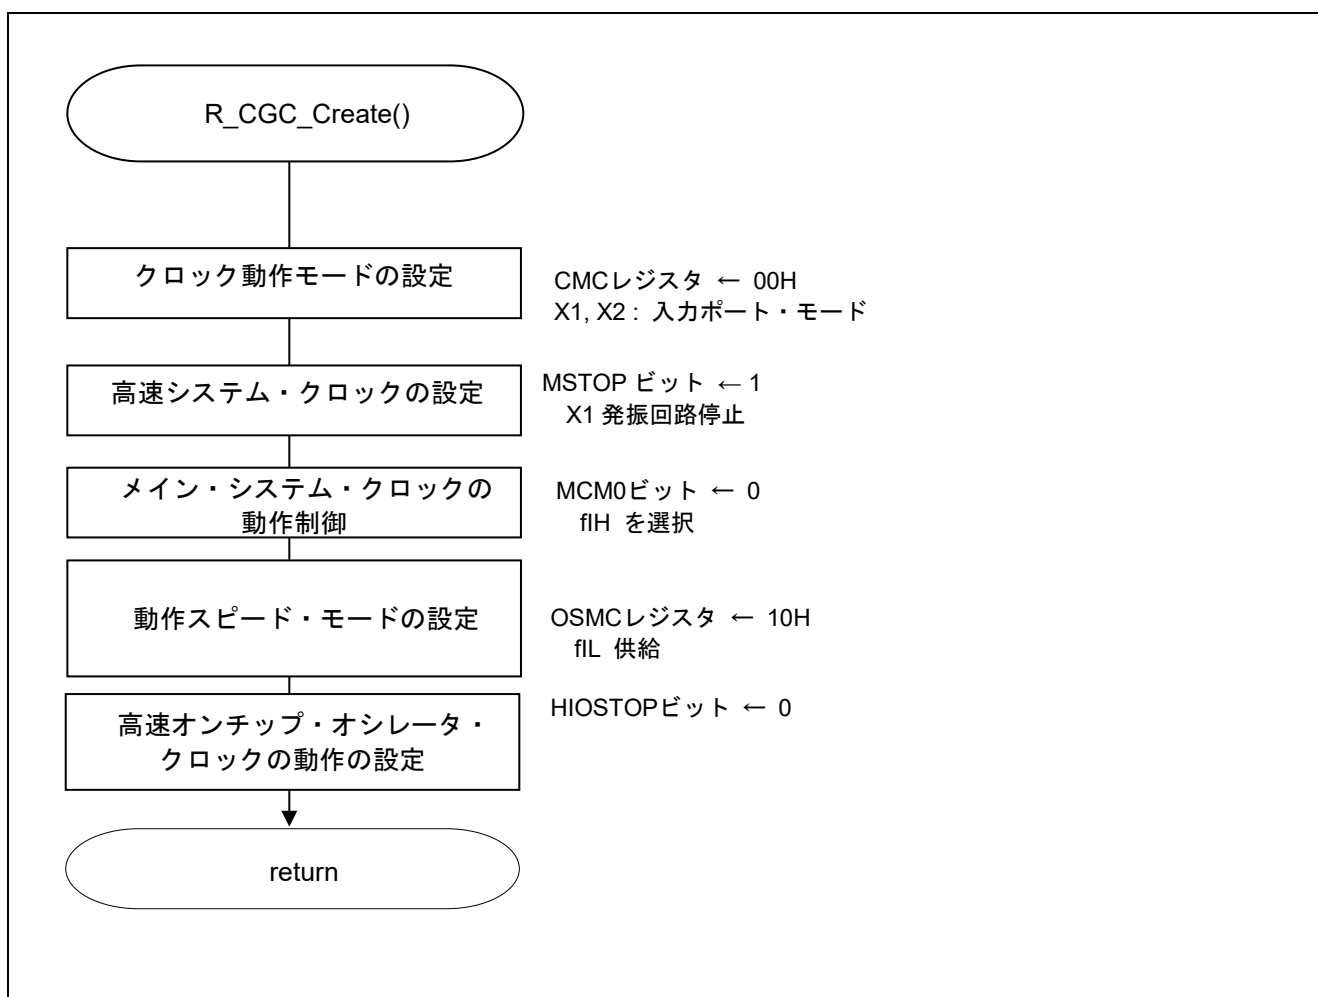 R_CGC_Create()
クロック動作モードの設定
CMCレジスタ ← 00H
X1, X2 : 入力ポート・モード
高速システム・クロックの設定
MSTOP ビット ← 1
X1 発振回路停止
メイン・システム・クロックの
動作制御
MCM0ビット ← 0
fIH を選択
動作スピード・モードの設定
OSMCレジスタ ← 10H
fIL 供給
高速オンチップ・オシレータ・
クロックの動作の設定
HIOSTOPビット ← 0
return